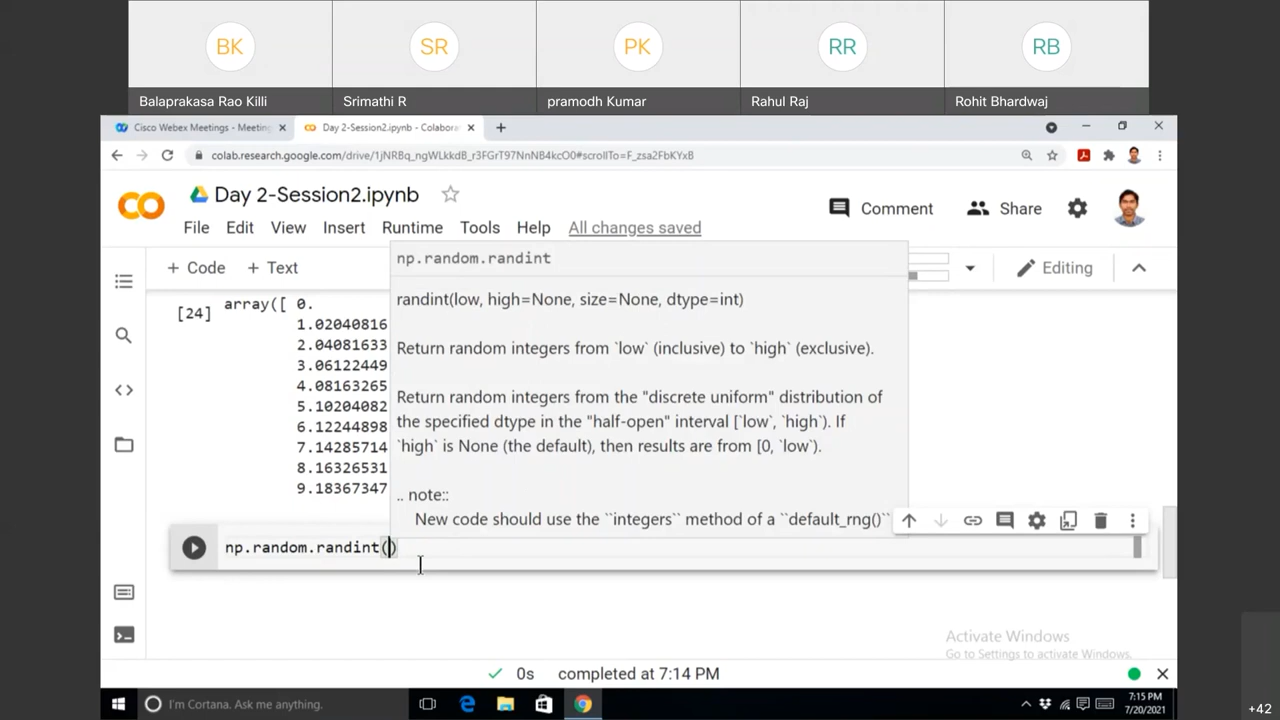 BK
SR
PK
RR
RB
Balaprakasa Rao Killi
Srimathi R
pramodh Kumar
Rahul Raj
Rohit Bhardwaj
Cisco Webex Meetings - Meetin
Day 2-Session2.ipynb - Colabora
colab.research.google.com/drive/1jNRBq_ngWLkkdB_r3FGrT97NnNB4kcO0#scrollTo=F_zsa2FbKYxB
Day 2-Session2.ipynb
Comment
Share
File Edit View Insert Runtime Tools Help All changes saved
+ Code + Text
Editing
np.random.randint
randint(low, high=None, size=None, dtype=int)
Return random integers from `low` (inclusive) to `high` (exclusive).
Return random integers from the "discrete uniform" distribution of
the specified dtype in the "half-open" interval [`low`, `high`). If
`high` is None (the default), then results are from [0, `low`).
.. note::
New code should use the ``integers`` method of a ``default_rng()``
[24] array([ 0.
1.02040816
2.04081633
3.06122449
4.08163265
5.10204082
6.12244898
7.14285714
8.16326531
9.18367347
np.random.randint()
Activate Windows
Go to Settings to activate Windows.
0s completed at 7:14 PM
I'm Cortana. Ask me anything.
7:15 PM
7/20/2021
+42